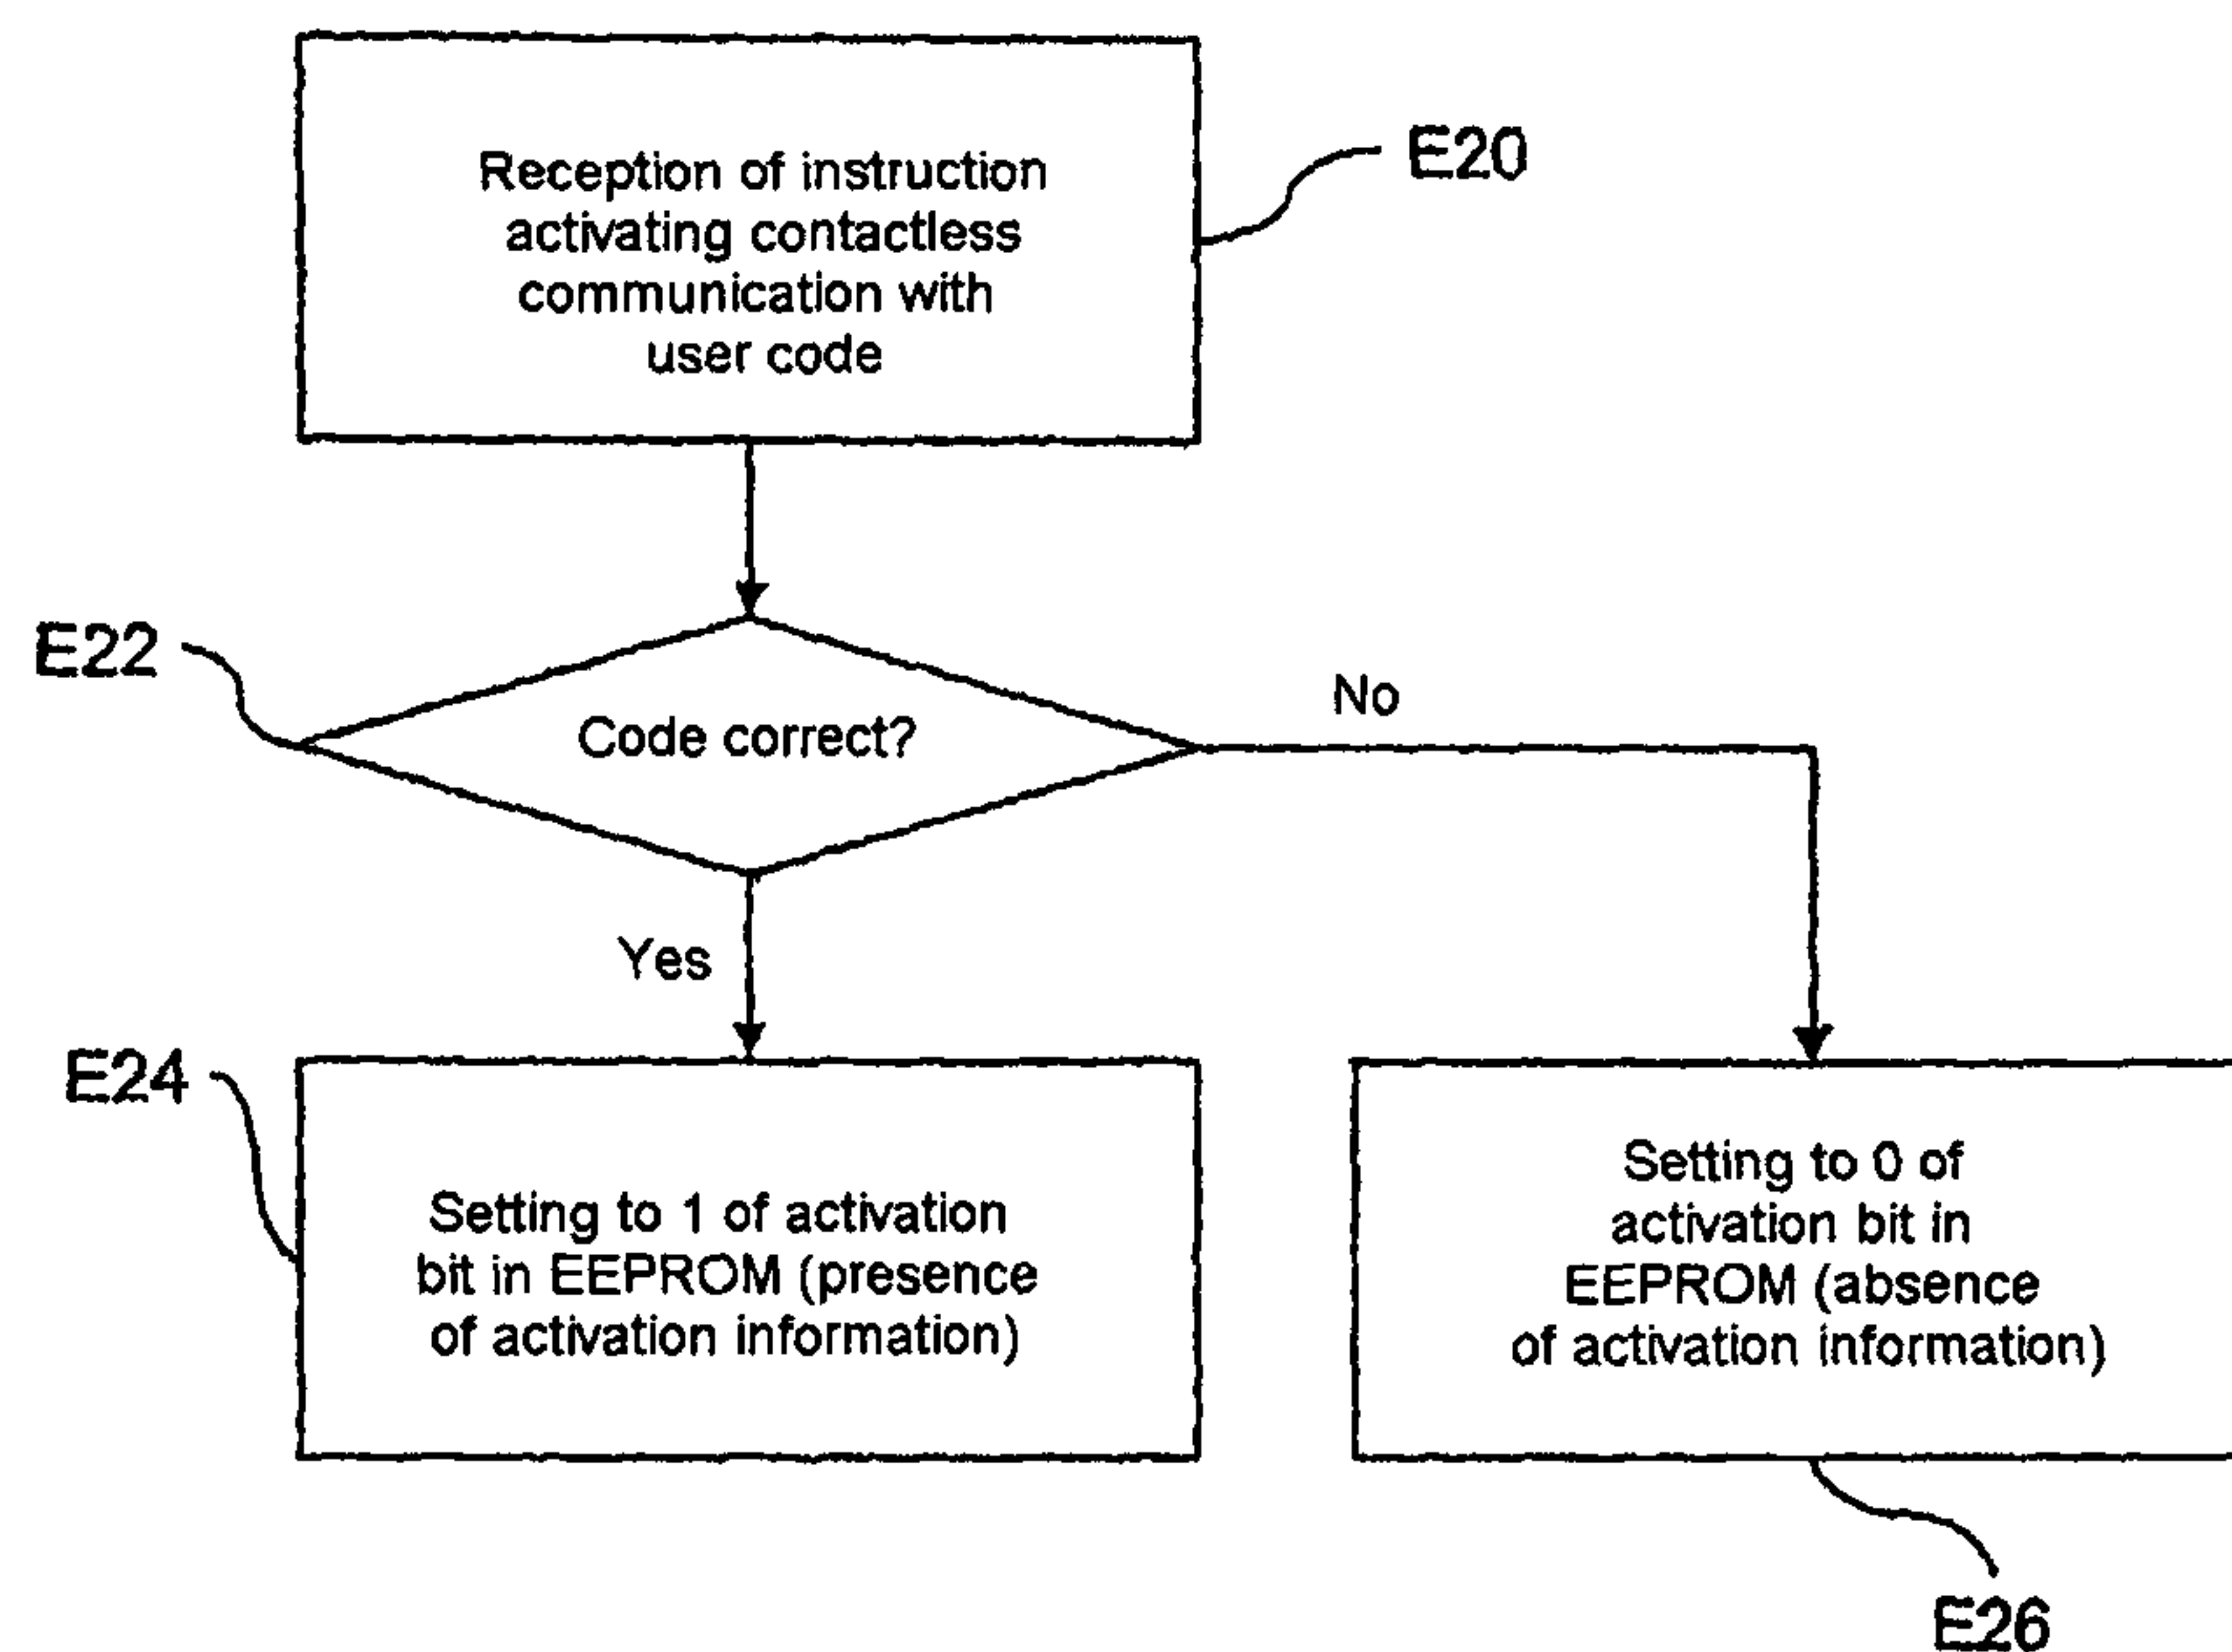 Reception of instruction
activating contactless
communication with
user code
E20
E22
Code correct?
No
Yes
E24
Setting to 1 of activation
bit in EEPROM (presence
of activation information)
Setting to 0 of
activation bit in
EEPROM (absence
of activation information)
E26